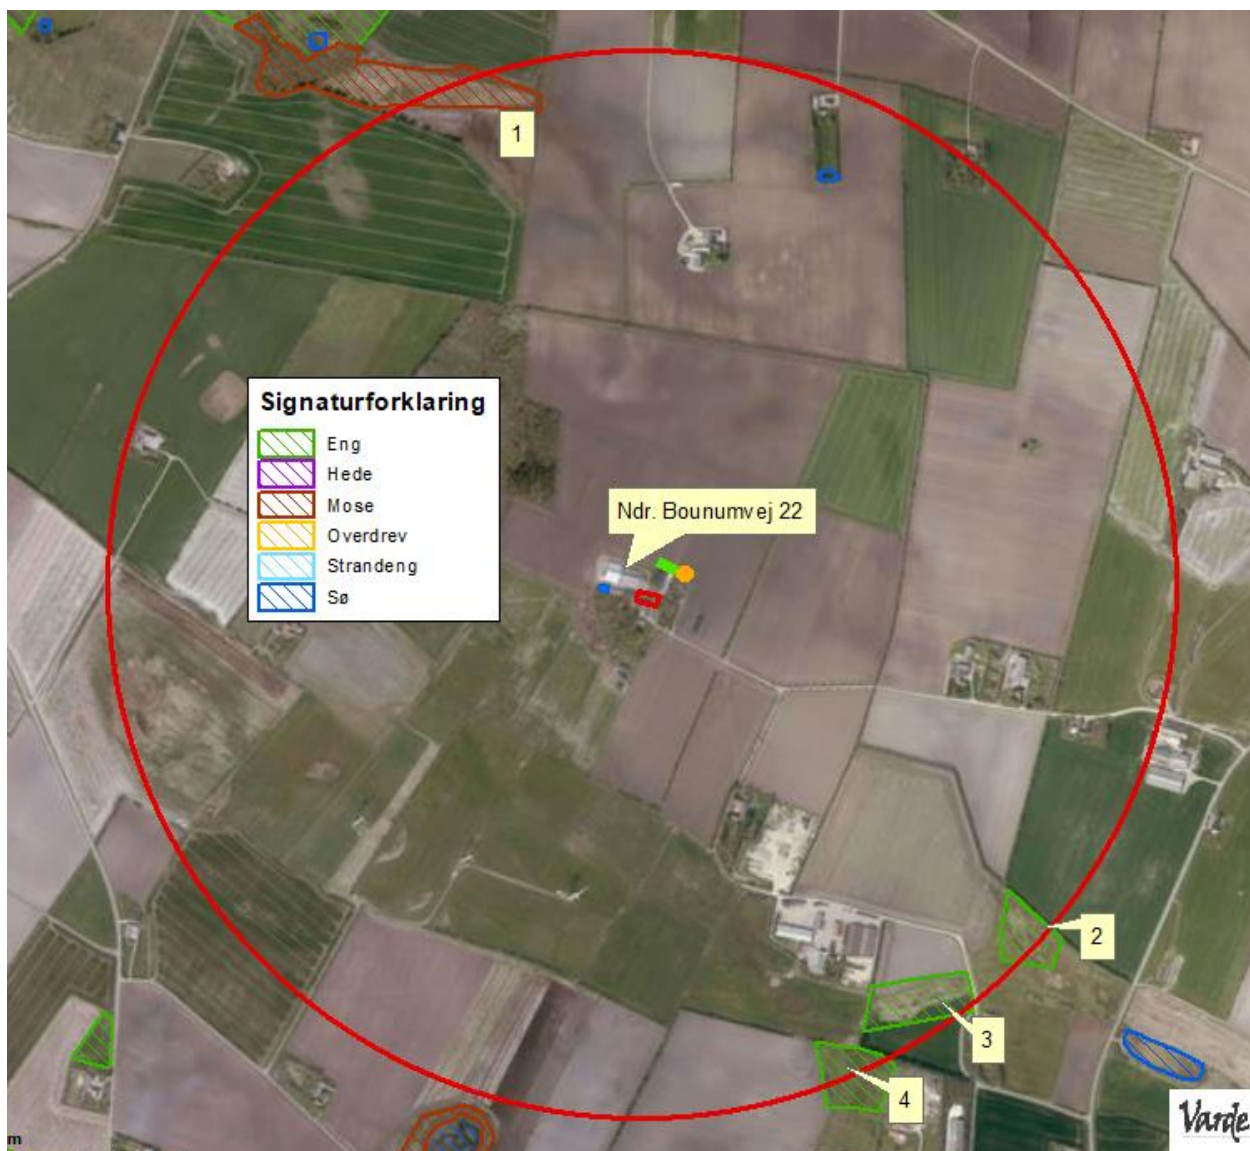 1
Signaturforklaring
Eng
Hede
Mose
Overdrev
Strandeng
Sø
Ndr. Bounumvej 22
2
3
4
Varde
m